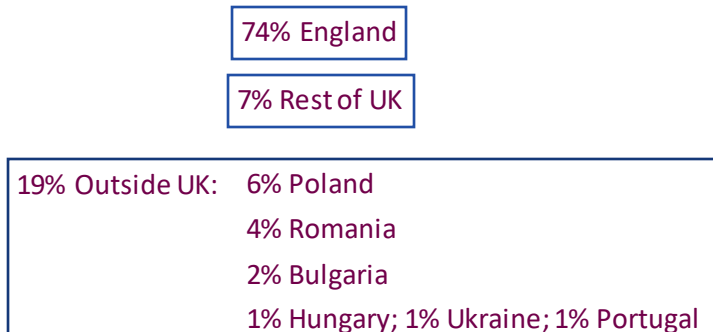 74% England
7% Rest of UK
19% Outside UK: 6% Poland
4% Romania
2% Bulgaria
1% Hungary; 1% Ukraine; 1% Portugal